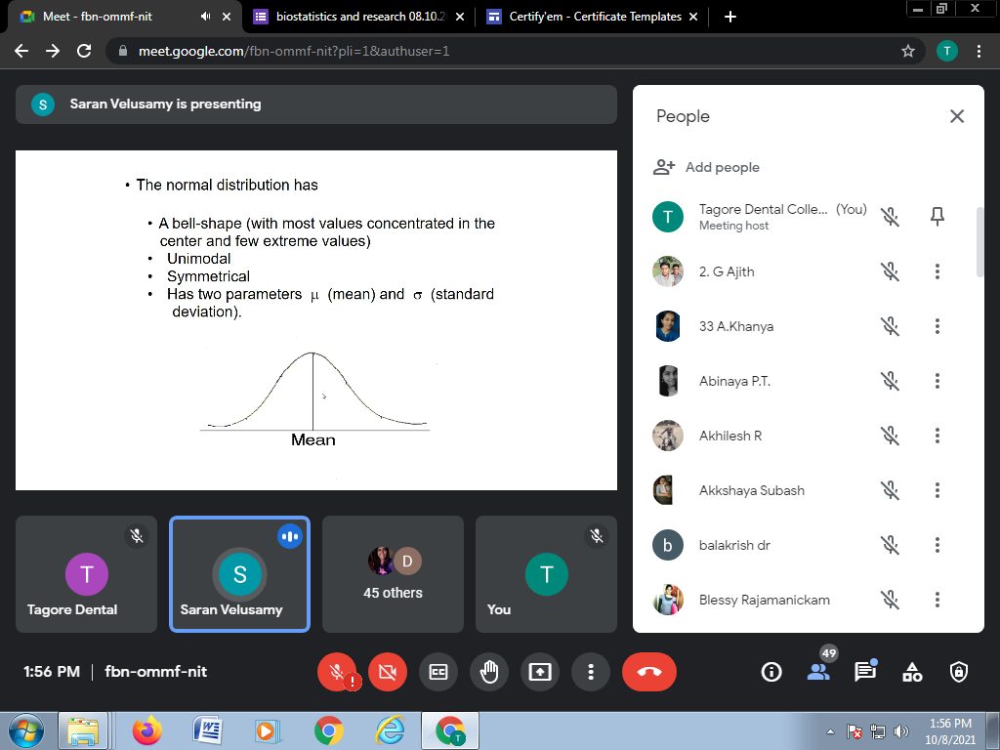 Meet - fbn-ommf-nit
biostatistics and research 08.10.2
Certify'em - Certificate Templates
meet.google.com/fbn-ommf-nit?pli=1&authuser=1
T
S
Saran Velusamy is presenting
• The normal distribution has
• A bell-shape (with most values concentrated in the
center and few extreme values)
• Unimodal
• Symmetrical
• Has two parameters μ (mean) and σ (standard
deviation).
Mean
T
Tagore Dental
S
Saran Velusamy
D
45 others
T
You
People
Add people
T
Tagore Dental Colle... (You)
Meeting host
2. G Ajith
33 A.Khanya
Abinaya P.T.
Akhilesh R
Akkshaya Subash
b
balakrish dr
Blessy Rajamanickam
1:56 PM | fbn-ommf-nit
!
CC
49
W
T
1:56 PM
10/8/2021